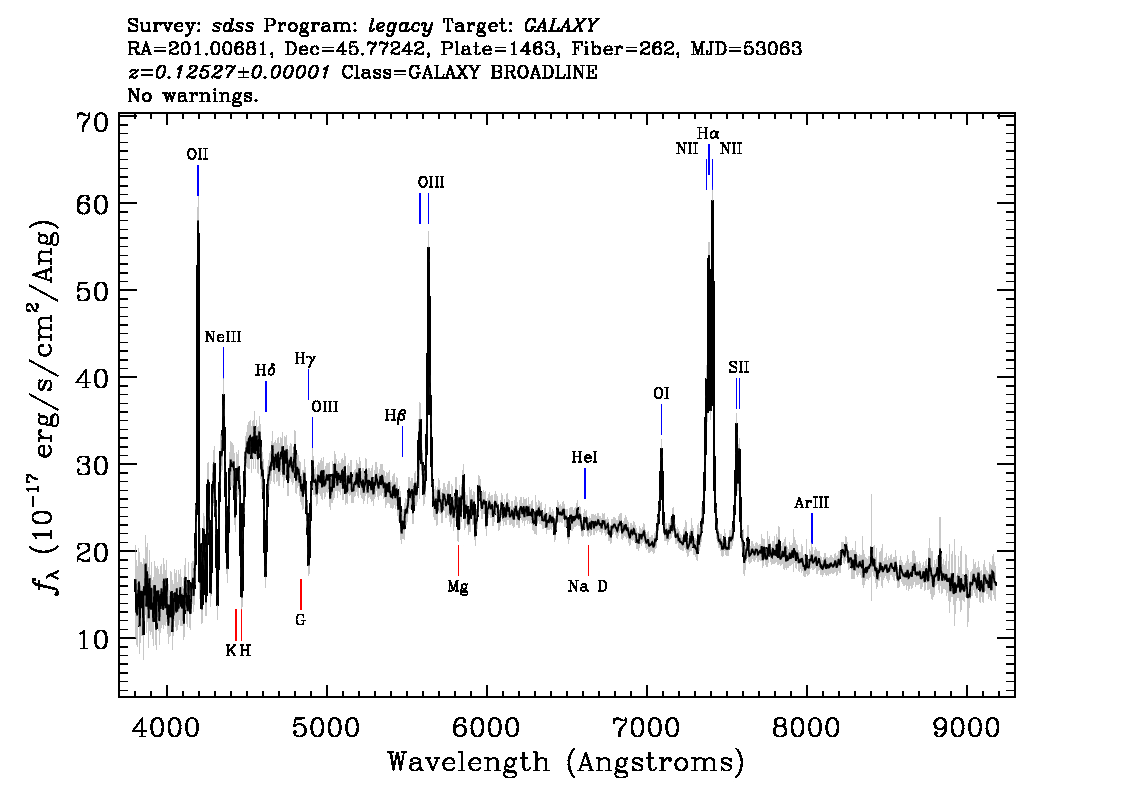 Survey: sdss Program: legacy Target: GALAXY
RA=201.00681, Dec=45.77242, Plate=1463, Fiber=262, MJD=53063
z=0.12527±0.00001 Class=GALAXY BROADLINE
No warnings.
70
60
50
40
30
20
10
f_λ (10^−17 erg/s/cm^2/Ang)
OII
NeIII
Hδ
Hγ
OIII
Hβ
OIII
HeI
OI
NII
Hα
NII
SII
ArIII
K
H
G
Mg
Na D
4000
5000
6000
7000
8000
9000
Wavelength (Angstroms)